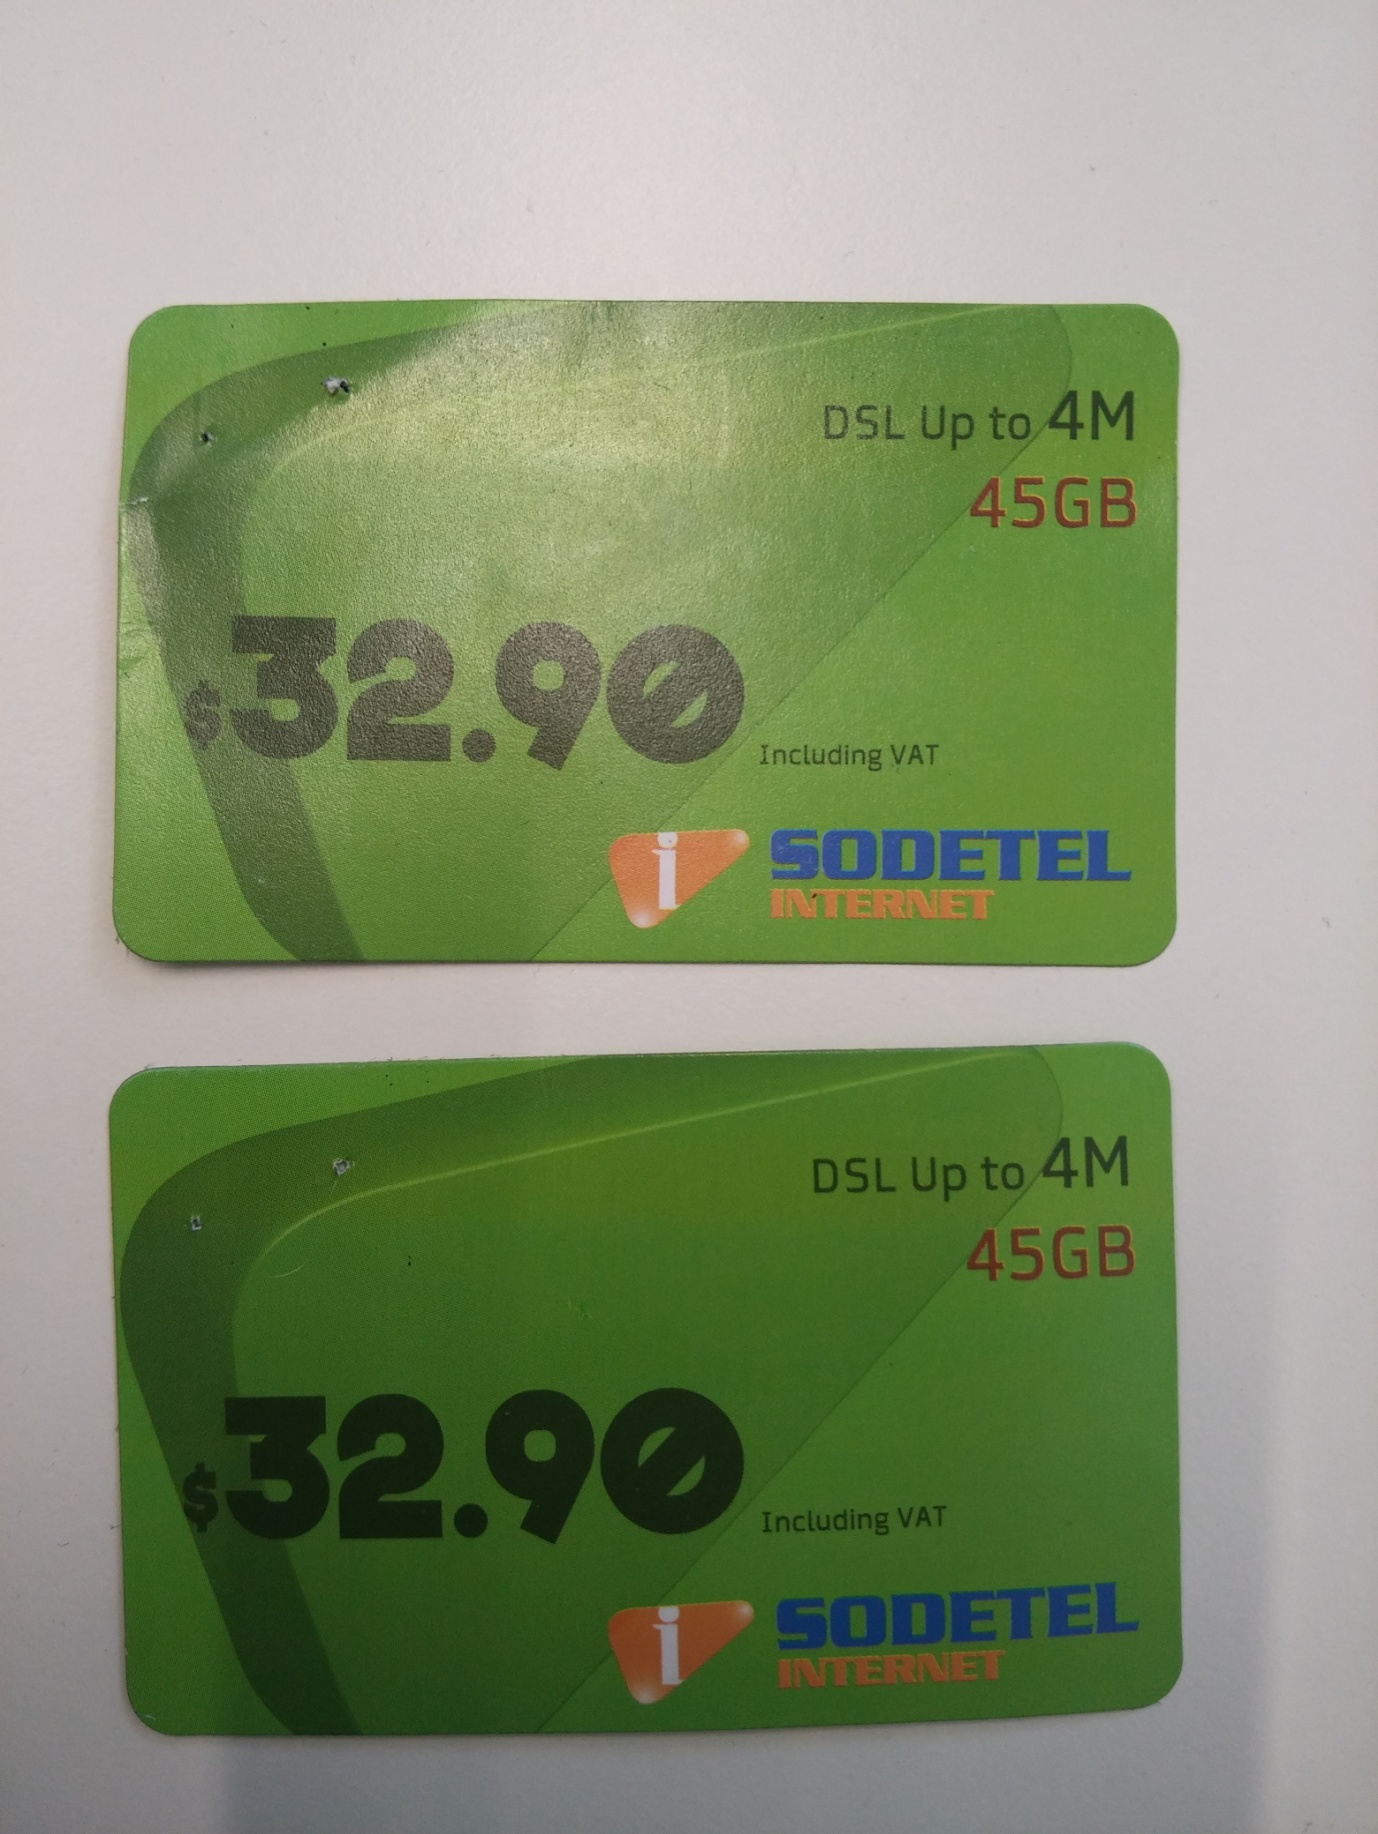 DSL Up to 4M
45GB
$32.90
Including VAT
i
SODETEL
INTERNET
DSL Up to 4M
45GB
$32.90
Including VAT
i
SODETEL
INTERNET